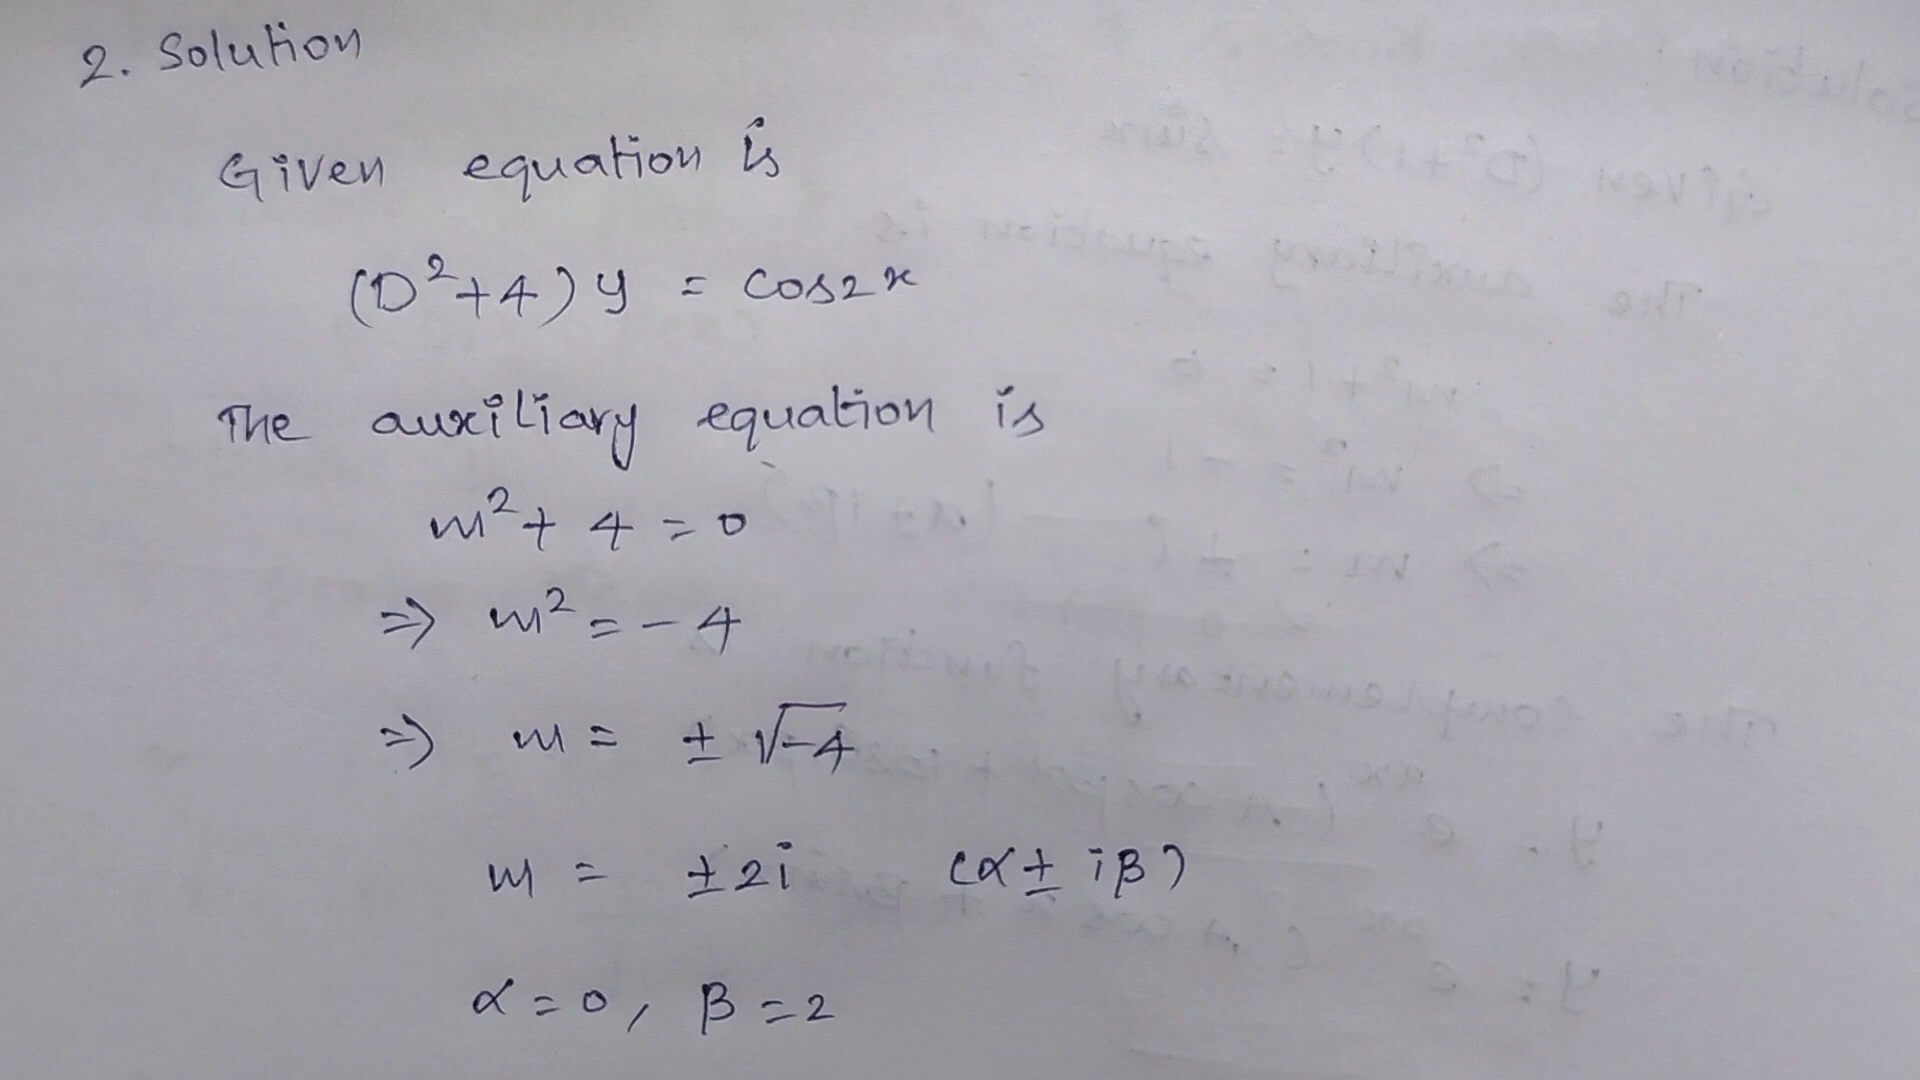 2. Solution
Given equation is
(D²+4) y = cos2x
The auxiliary equation is
m²+ 4 = 0
⇒ m² = - 4
⇒ m = ± √-4
m = ±2i (α ± iβ)
α = 0, β = 2